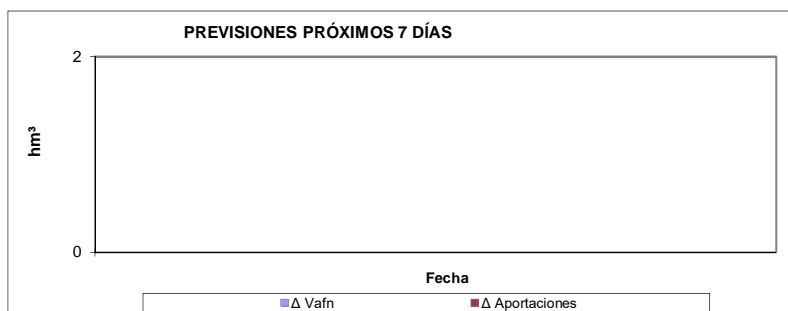 PREVISIONES PRÓXIMOS 7 DÍAS
2
hm³
0
Fecha
Δ Vafn
Δ Aportaciones